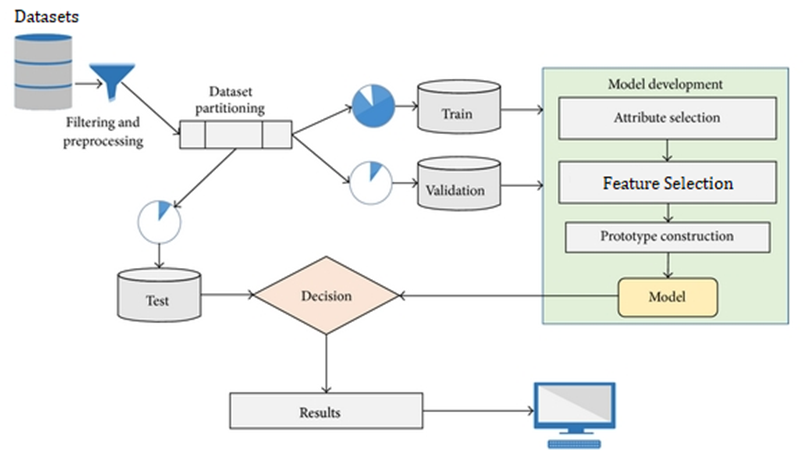 Datasets
Filtering and
preprocessing
Dataset
partitioning
Train
Validation
Test
Model development
Attribute selection
Feature Selection
Prototype construction
Model
Decision
Results